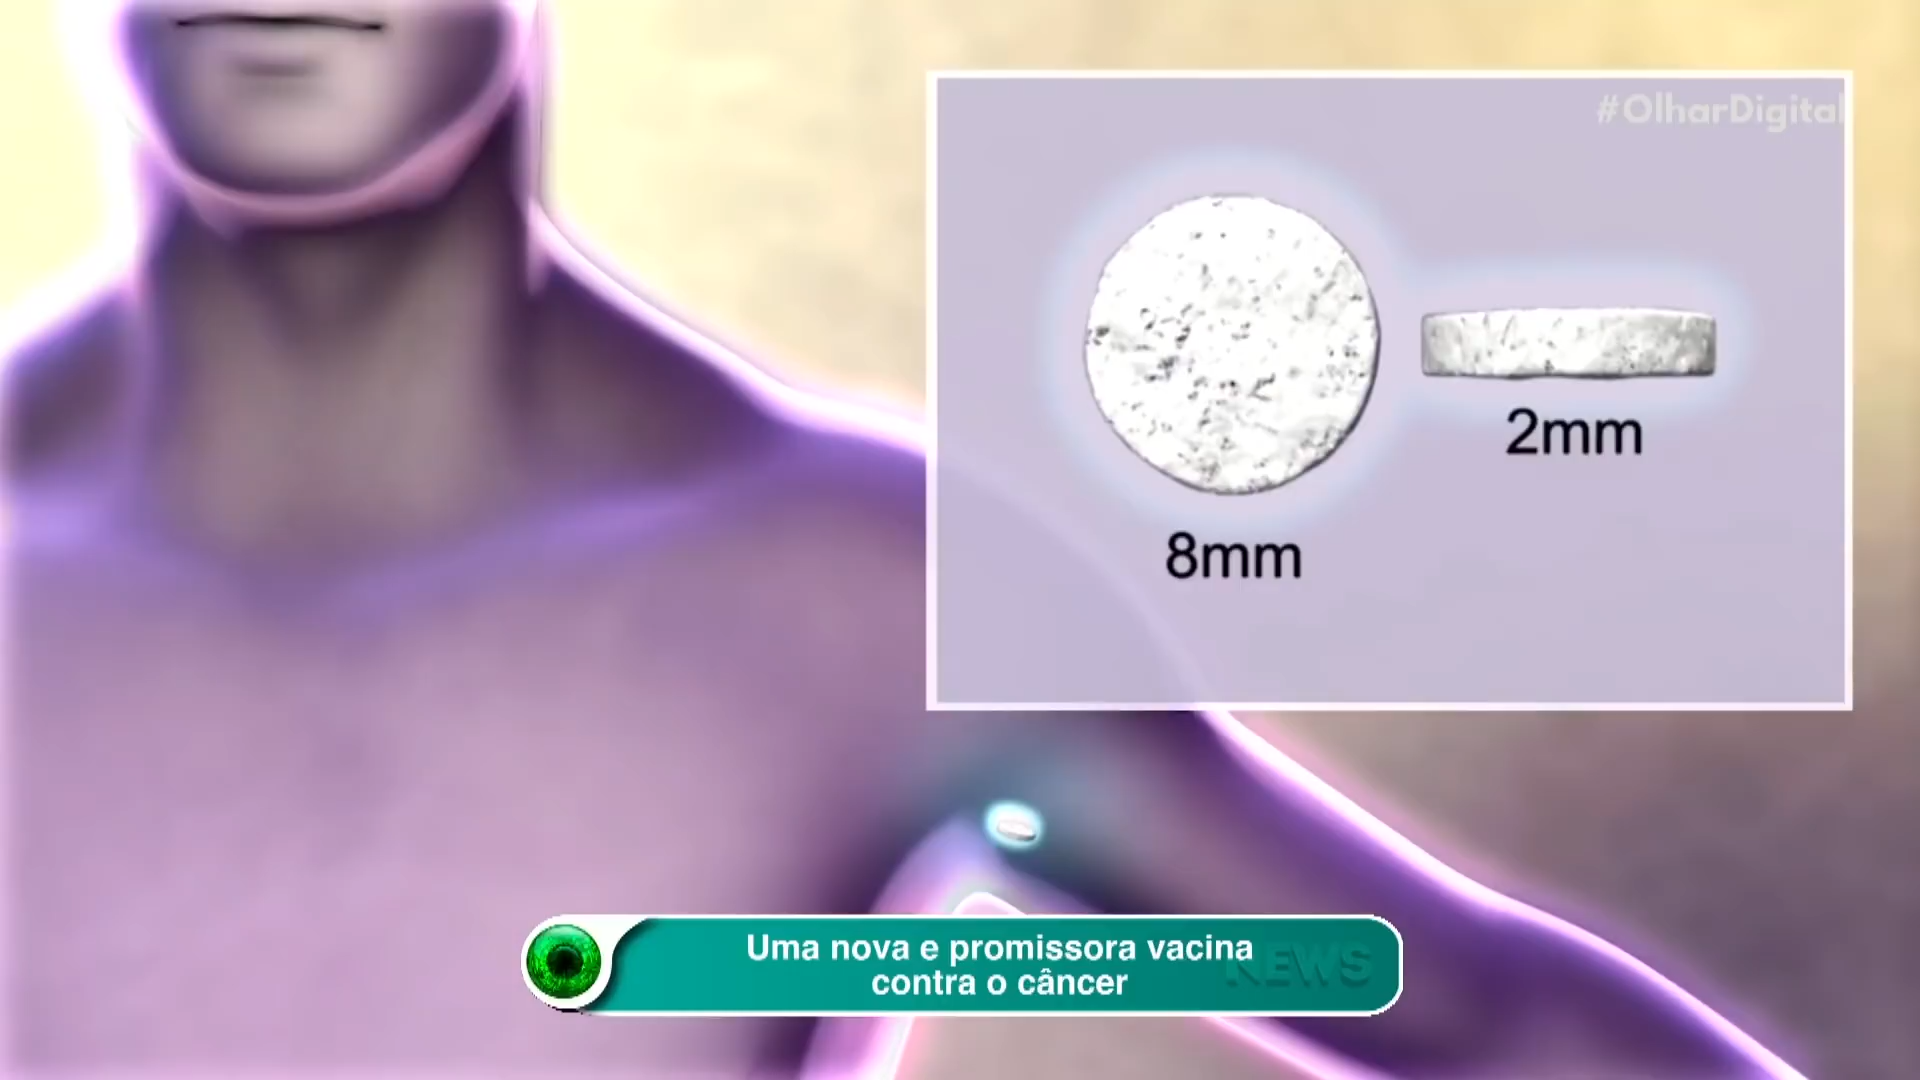 #OlharDigital
2mm
8mm
Uma nova e promissora vacina
contra o câncer
NEWS